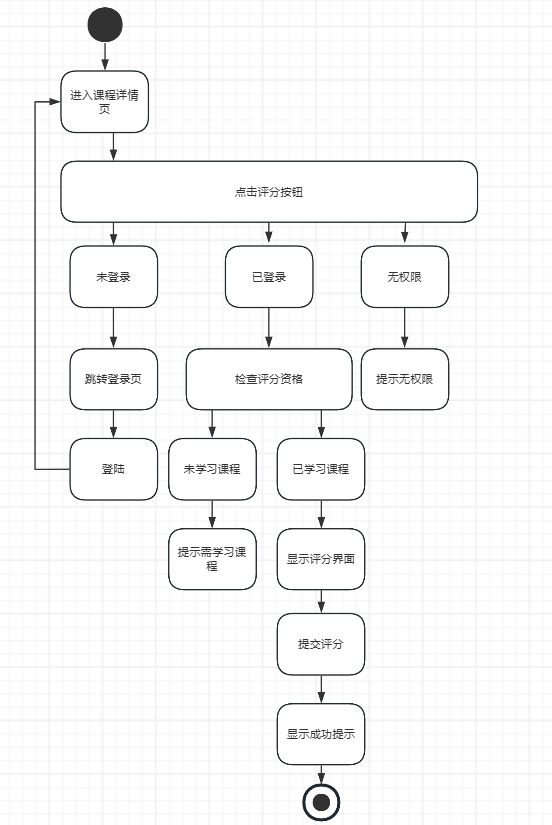 进入课程详情
页
点击评分按钮
未登录
已登录
无权限
跳转登录页
检查评分资格
提示无权限
登陆
未学习课程
已学习课程
提示需学习课
程
显示评分界面
提交评分
显示成功提示